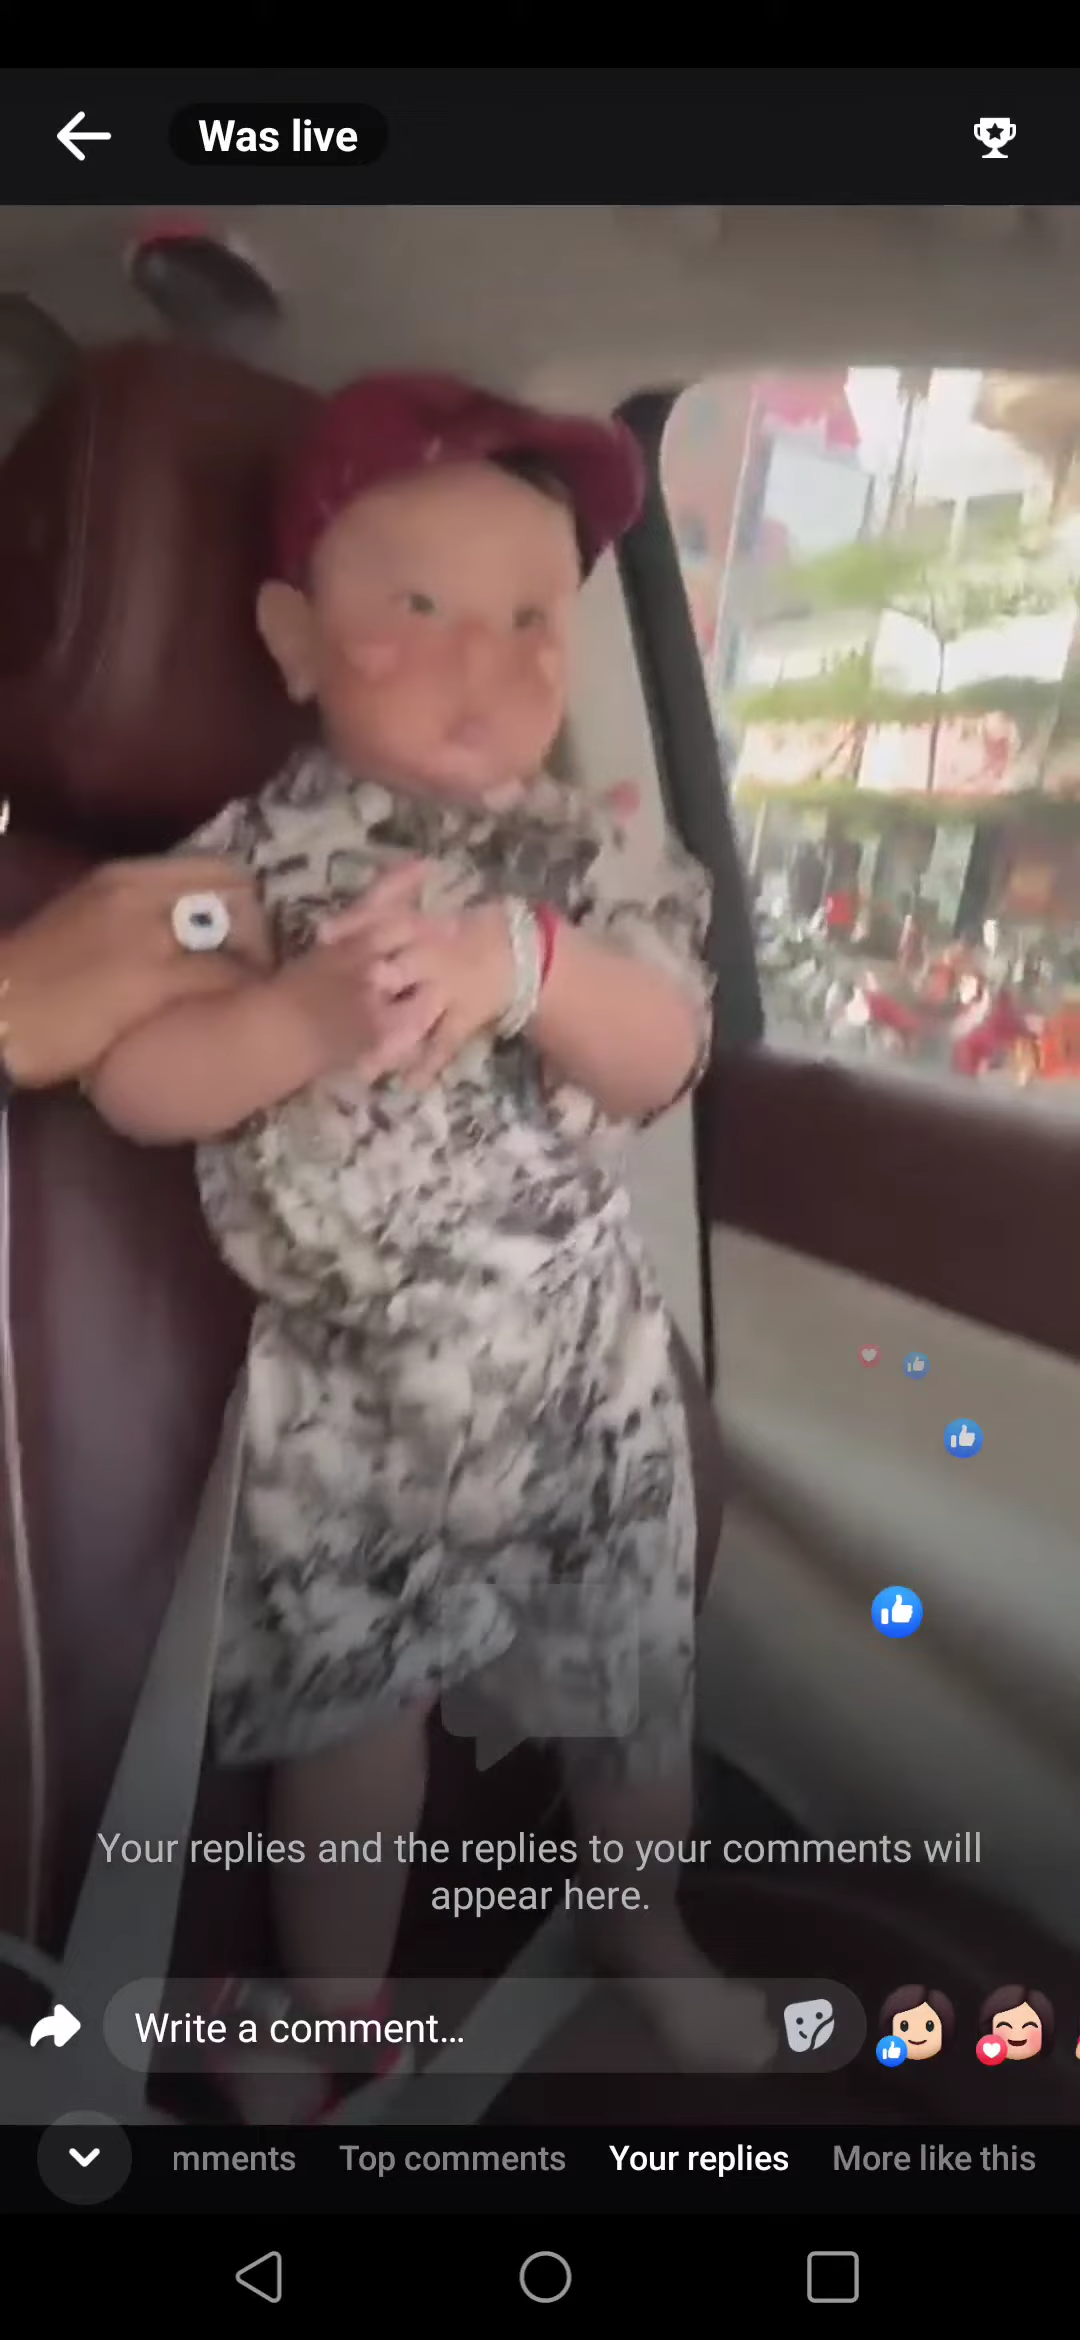 Was live
Your replies and the replies to your comments will
appear here.
Write a comment...
mments
Top comments
Your replies
More like this